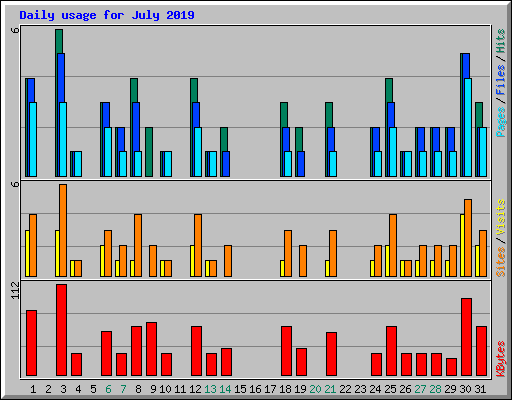 Daily usage for July 2019
6
Pages / Files / Hits
6
Sites / Visits
112
KBytes
1 2 3 4 5 6 7 8 9 10 11 12 13 14 15 16 17 18 19 20 21 22 23 24 25 26 27 28 29 30 31